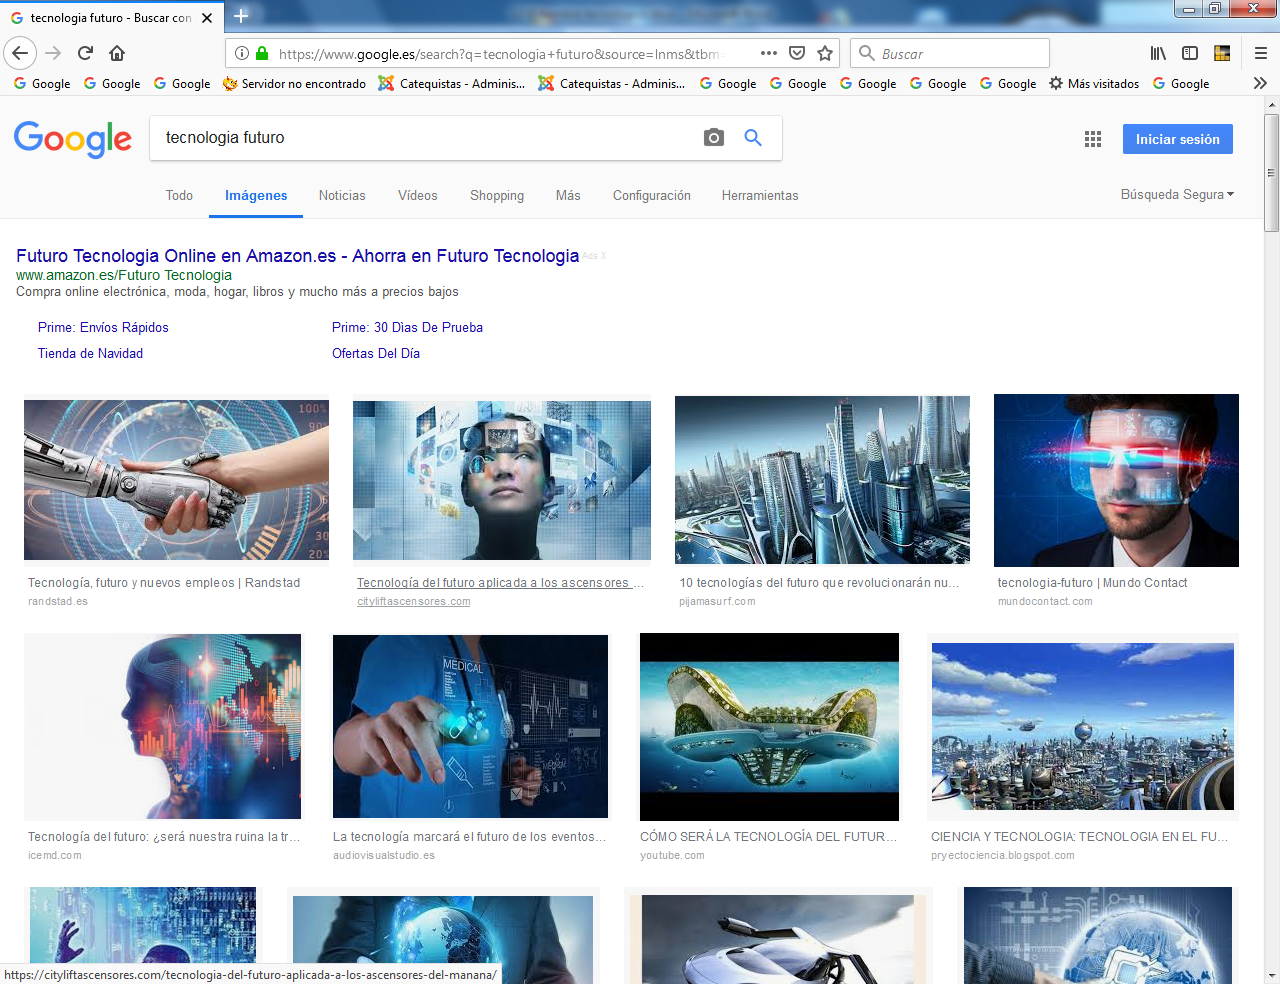 tecnologia futuro - Buscar con
https://www.google.es/search?q=tecnologia+futuro&source=lnms&tbm=
Buscar
Google Google Google Servidor no encontrado Catequistas - Adminis... Catequistas - Adminis... Google Google Google Google Google Más visitados Google
Google
tecnologia futuro
Iniciar sesión
Todo Imágenes Noticias Vídeos Shopping Más Configuración Herramientas Búsqueda Segura
Futuro Tecnologia Online en Amazon.es - Ahorra en Futuro Tecnologia
Ads X
www.amazon.es/Futuro Tecnologia
Compra online electrónica, moda, hogar, libros y mucho más a precios bajos
Prime: Envíos Rápidos Prime: 30 Dias De Prueba
Tienda de Navidad Ofertas Del Día
100%
90%
30%
20%
Tecnología, futuro y nuevos empleos | Randstad
randstad.es
Tecnología del futuro aplicada a los ascensores ...
cityliftascensores.com
10 tecnologías del futuro que revolucionarán nu...
pijamasurf.com
tecnologia-futuro | Mundo Contact
mundocontact.com
MEDICAL
Tecnología del futuro: ¿será nuestra ruina la tr...
icemd.com
La tecnología marcará el futuro de los eventos...
audiovisualstudio.es
CÓMO SERÁ LA TECNOLOGÍA DEL FUTUR...
youtube.com
CIENCIA Y TECNOLOGIA: TECNOLOGIA EN EL FU...
pryectociencia.blogspot.com
https://cityliftascensores.com/tecnologia-del-futuro-aplicada-a-los-ascensores-del-manana/